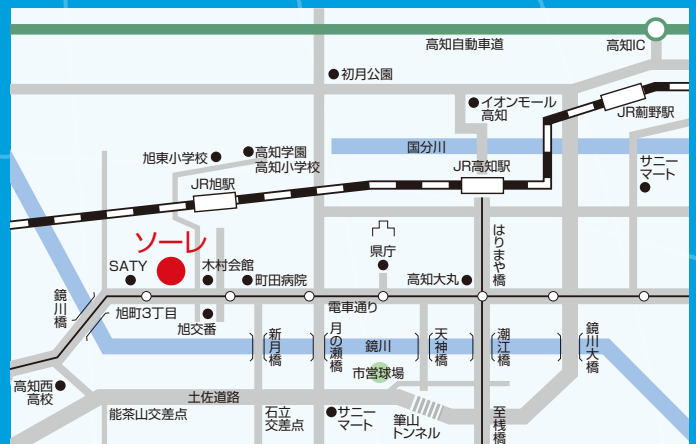 高知自動車道
高知IC
初月公園
イオンモール
高知
JR薊野駅
国分川
旭東小学校
高知学園
高知小学校
JR高知駅
サニー
マート
JR旭駅
ソーレ
県庁
はりまや橋
SATY
木村会館
町田病院
高知大丸
鏡川橋
旭町3丁目
電車通り
旭交番
新月橋
月の瀬橋
鏡川
天神橋
潮江橋
鏡川大橋
市営球場
高知西
高校
土佐道路
能茶山交差点
石立
交差点
サニー
マート
筆山
トンネル
至桟橋